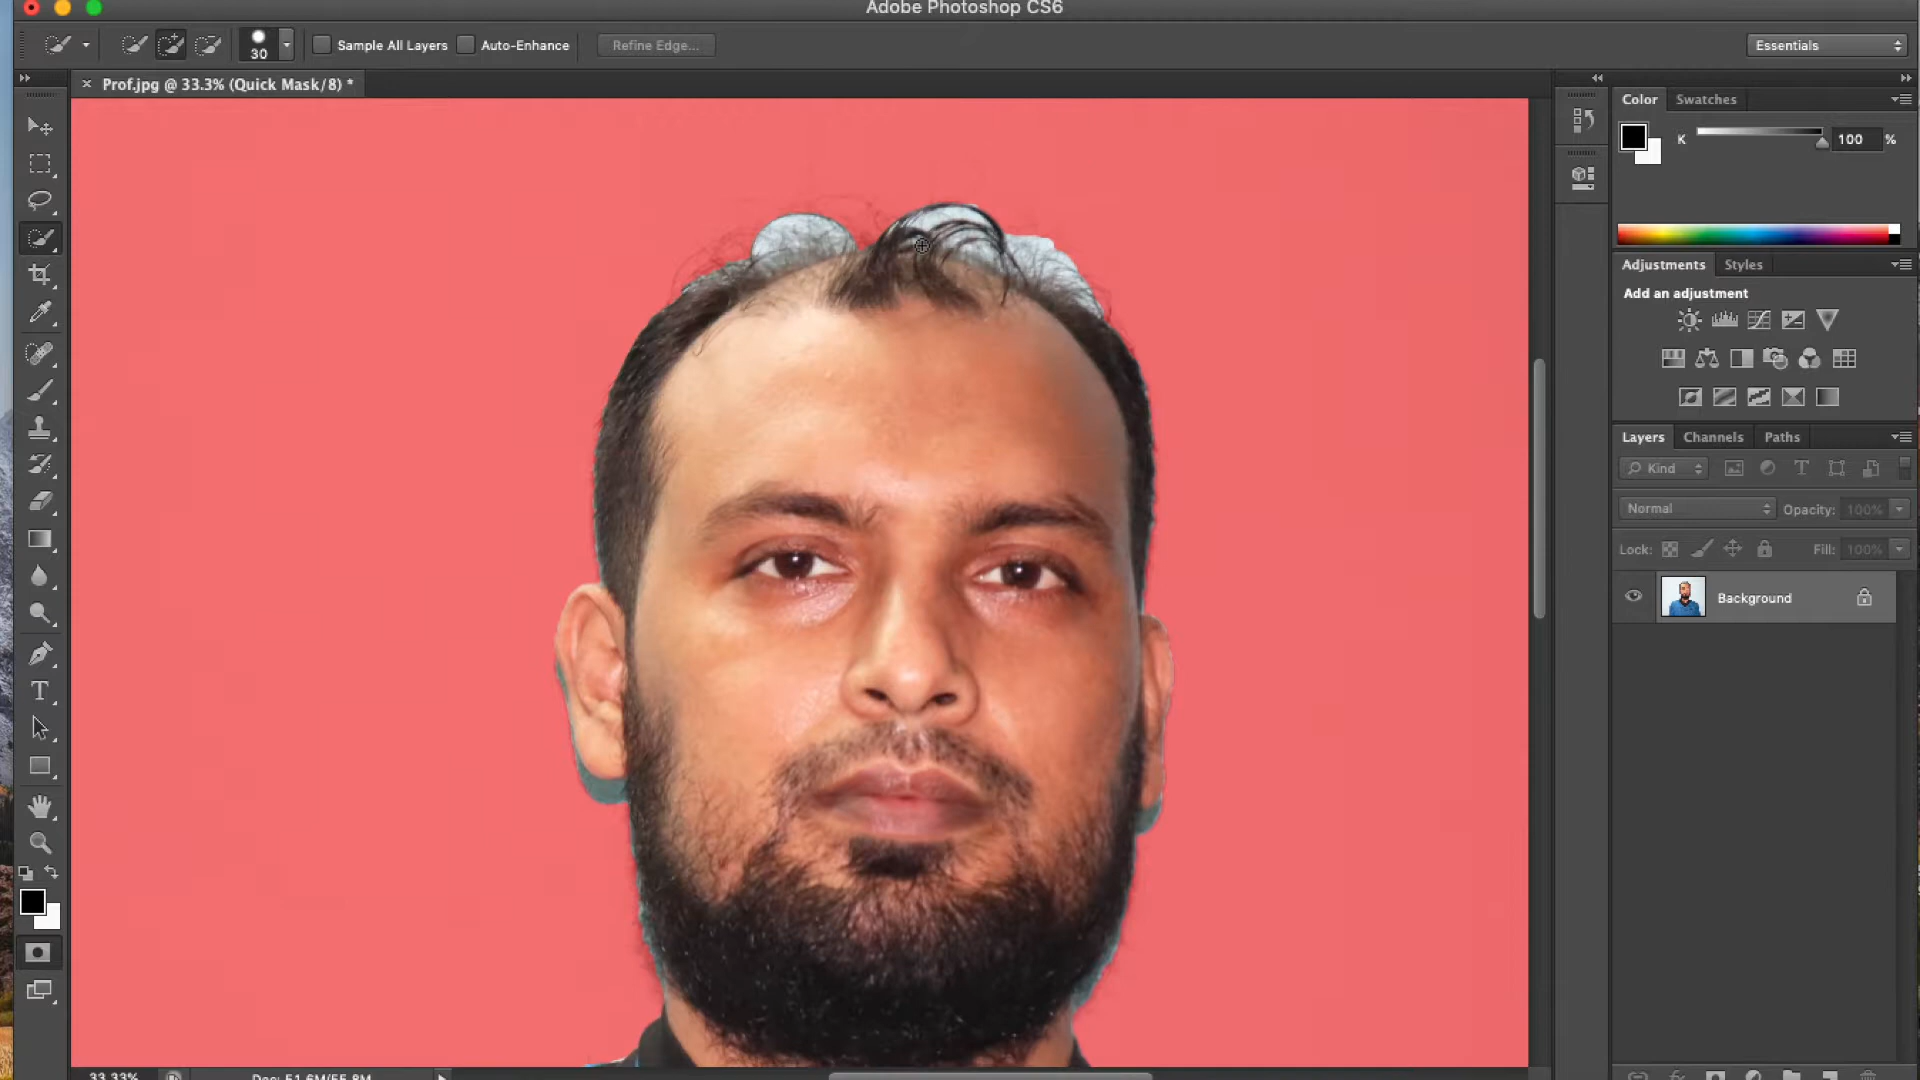 Adobe Photoshop CS6
30
Sample All Layers
Auto-Enhance
Refine Edge...
Essentials
× Prof.jpg @ 33.3% (Quick Mask/8) *
Color
Swatches
K
100
%
Adjustments
Styles
Add an adjustment
Layers
Channels
Paths
Kind
Normal
Opacity:
100%
Lock:
Fill:
100%
Background
33.33%
Doc: 51.6M/55.8M